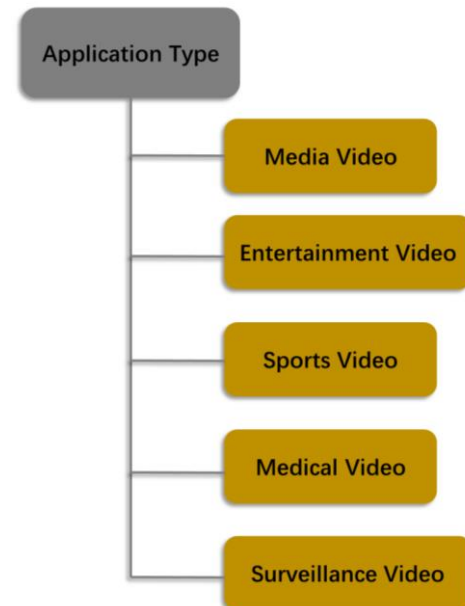 Application Type
Media Video
Entertainment Video
Sports Video
Medical Video
Surveillance Video